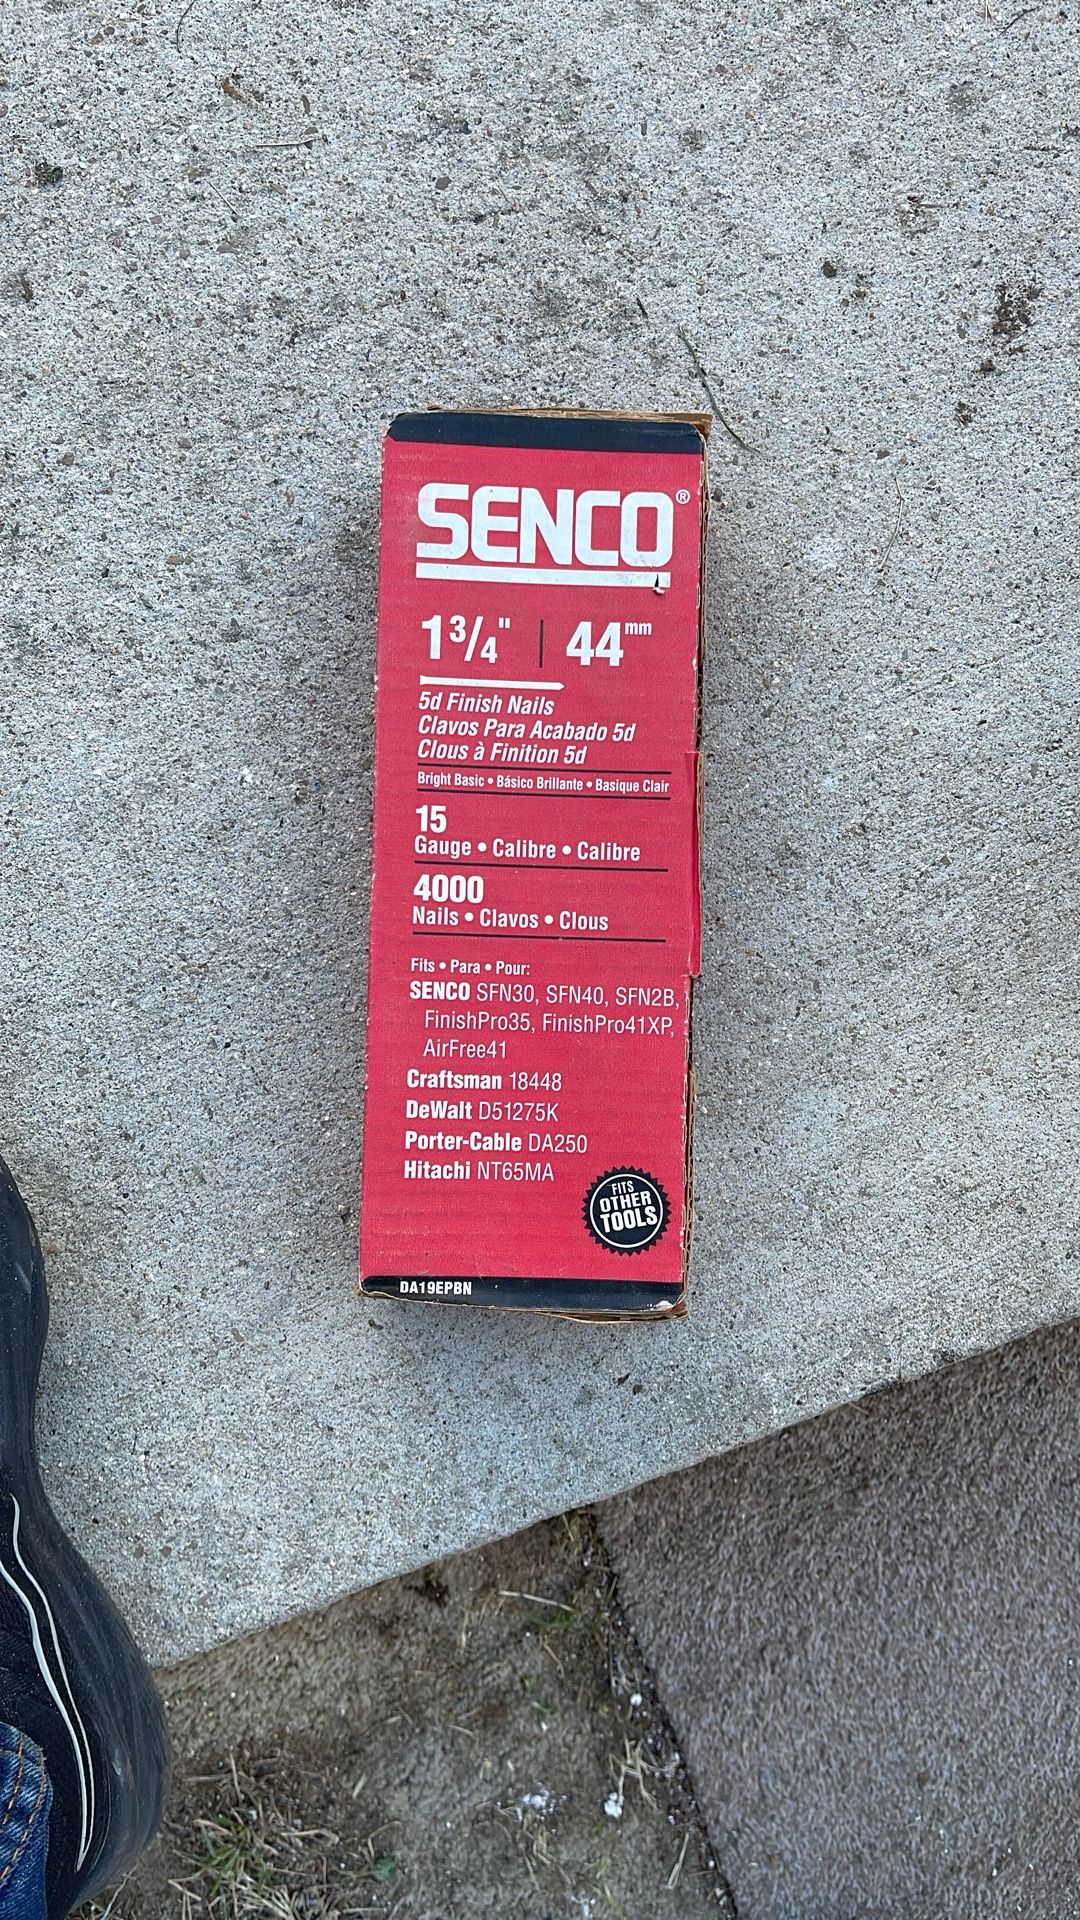 SENCO®
1 3/4" | 44mm
5d Finish Nails
Clavos Para Acabado 5d
Clous à Finition 5d
Bright Basic • Básico Brillante • Basique Clair
15
Gauge • Calibre • Calibre
4000
Nails • Clavos • Clous
Fits • Para • Pour:
SENCO SFN30, SFN40, SFN2B,
FinishPro35, FinishPro41XP,
AirFree41
Craftsman 18448
DeWalt D51275K
Porter-Cable DA250
Hitachi NT65MA
FITS
OTHER
TOOLS
DA19EPBN